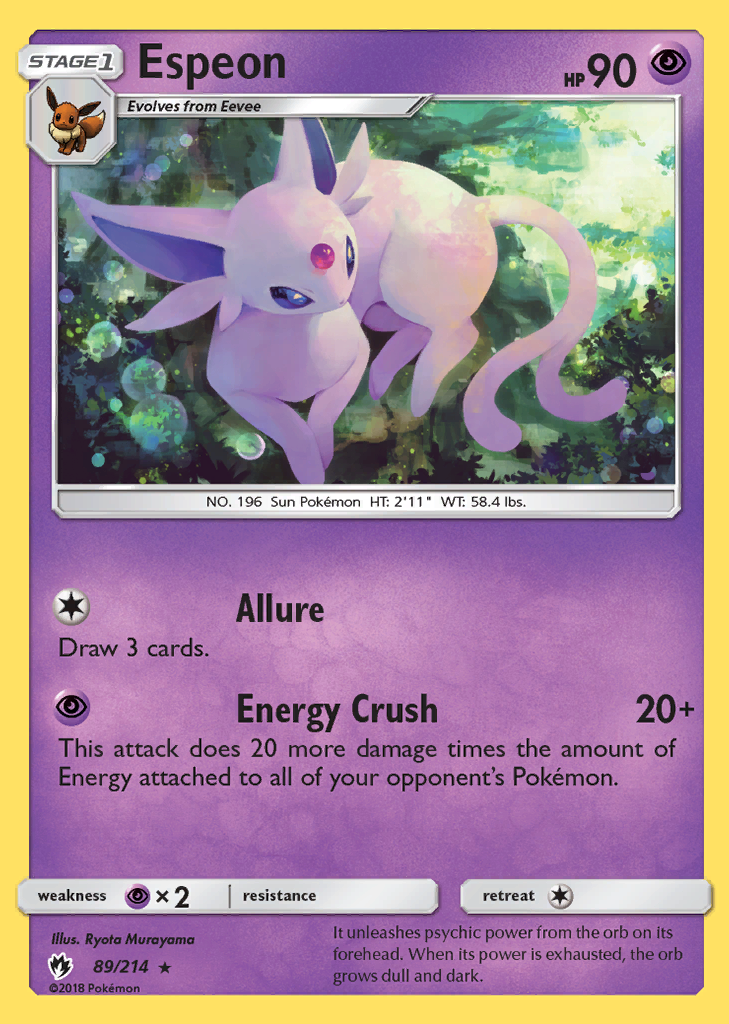 STAGE1 Espeon HP90
Evolves from Eevee
NO. 196 Sun Pokémon HT: 2'11" WT: 58.4 lbs.
Allure
Draw 3 cards.
Energy Crush 20+
This attack does 20 more damage times the amount of
Energy attached to all of your opponent's Pokémon.
weakness ×2 resistance retreat
Illus. Ryota Murayama
89/214 ★
©2018 Pokémon
It unleashes psychic power from the orb on its
forehead. When its power is exhausted, the orb
grows dull and dark.